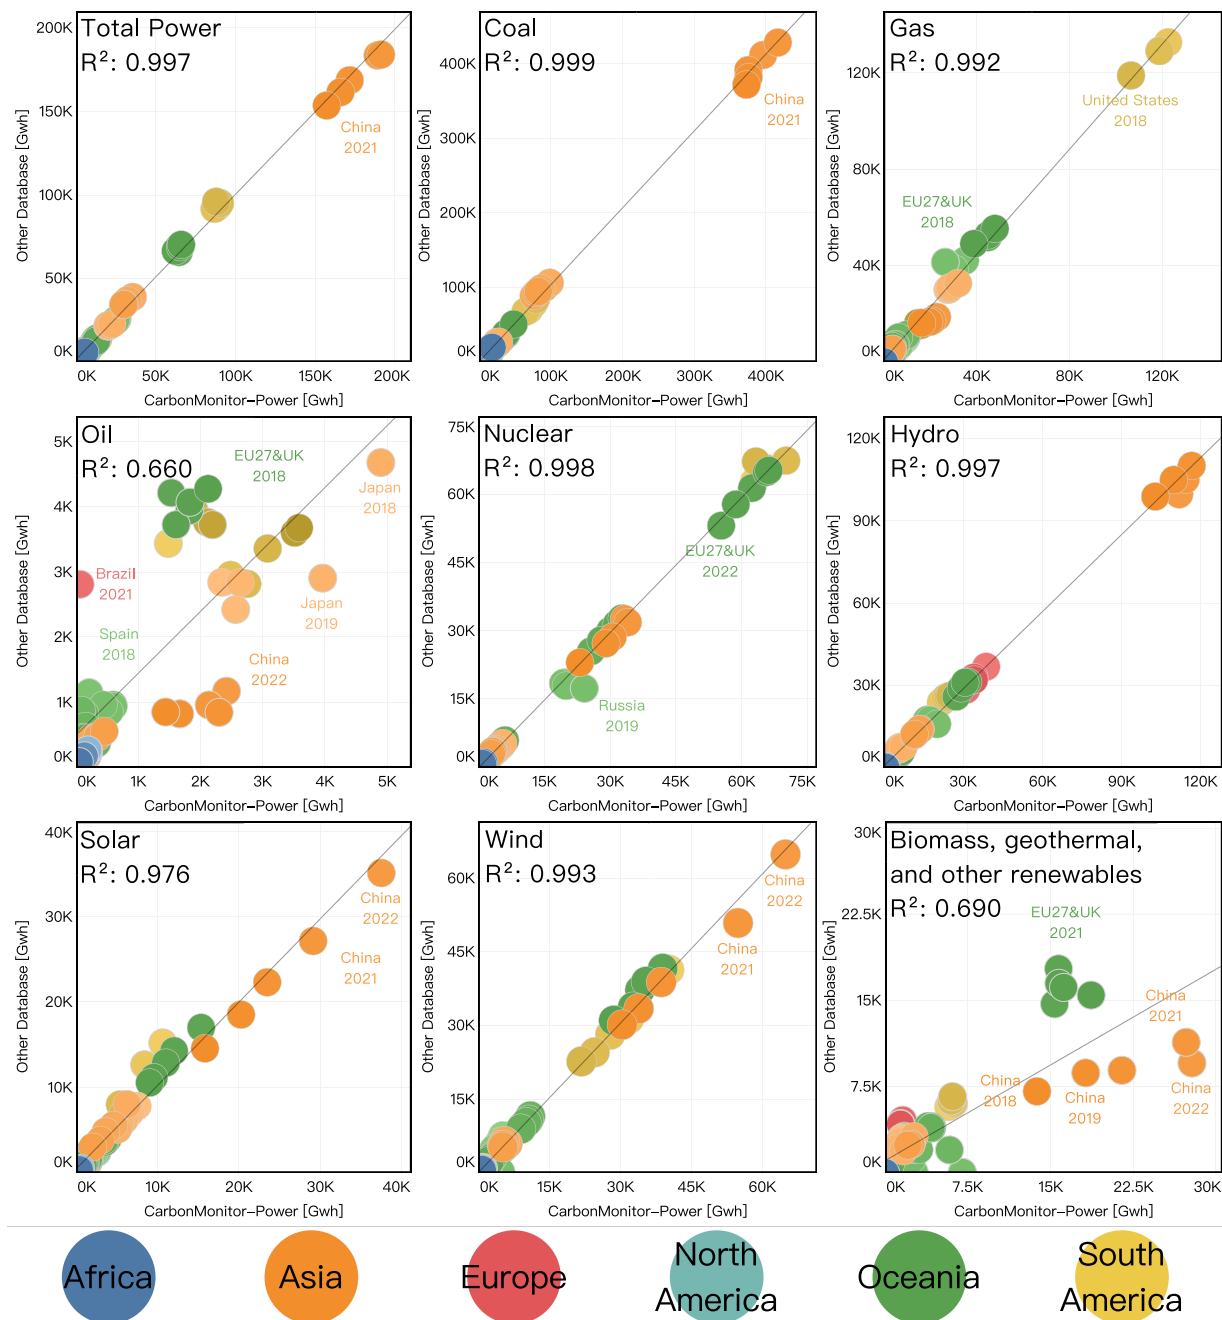 Total Power
R²: 0.997
200K
150K
100K
50K
0K
Other Database [Gwh]
China
2021
0K
50K
100K
150K
200K
CarbonMonitor-Power [Gwh]
Coal
R²: 0.999
400K
300K
200K
100K
0K
Other Database [Gwh]
China
2021
0K
100K
200K
300K
400K
CarbonMonitor-Power [Gwh]
Gas
R²: 0.992
120K
80K
40K
0K
Other Database [Gwh]
United States
2018
EU27&UK
2018
0K
40K
80K
120K
CarbonMonitor-Power [Gwh]
Oil
R²: 0.660
5K
4K
3K
2K
1K
0K
Other Database [Gwh]
EU27&UK
2018
Japan
2018
Brazil
2021
Japan
2019
Spain
2018
China
2022
0K
1K
2K
3K
4K
5K
CarbonMonitor-Power [Gwh]
Nuclear
R²: 0.998
75K
60K
45K
30K
15K
0K
Other Database [Gwh]
EU27&UK
2022
Russia
2019
0K
15K
30K
45K
60K
75K
CarbonMonitor-Power [Gwh]
Hydro
R²: 0.997
120K
90K
60K
30K
0K
Other Database [Gwh]
0K
30K
60K
90K
120K
CarbonMonitor-Power [Gwh]
Solar
R²: 0.976
40K
30K
20K
10K
0K
Other Database [Gwh]
China
2022
China
2021
0K
10K
20K
30K
40K
CarbonMonitor-Power [Gwh]
Wind
R²: 0.993
60K
45K
30K
15K
0K
Other Database [Gwh]
China
2022
China
2021
0K
15K
30K
45K
60K
CarbonMonitor-Power [Gwh]
Biomass, geothermal,
and other renewables
R²: 0.690
30K
22.5K
15K
7.5K
0K
Other Database [Gwh]
EU27&UK
2021
China
2021
China
2018
China
2019
China
2022
0K
7.5K
15K
22.5K
30K
CarbonMonitor-Power [Gwh]
Africa
Asia
Europe
North
America
Oceania
South
America